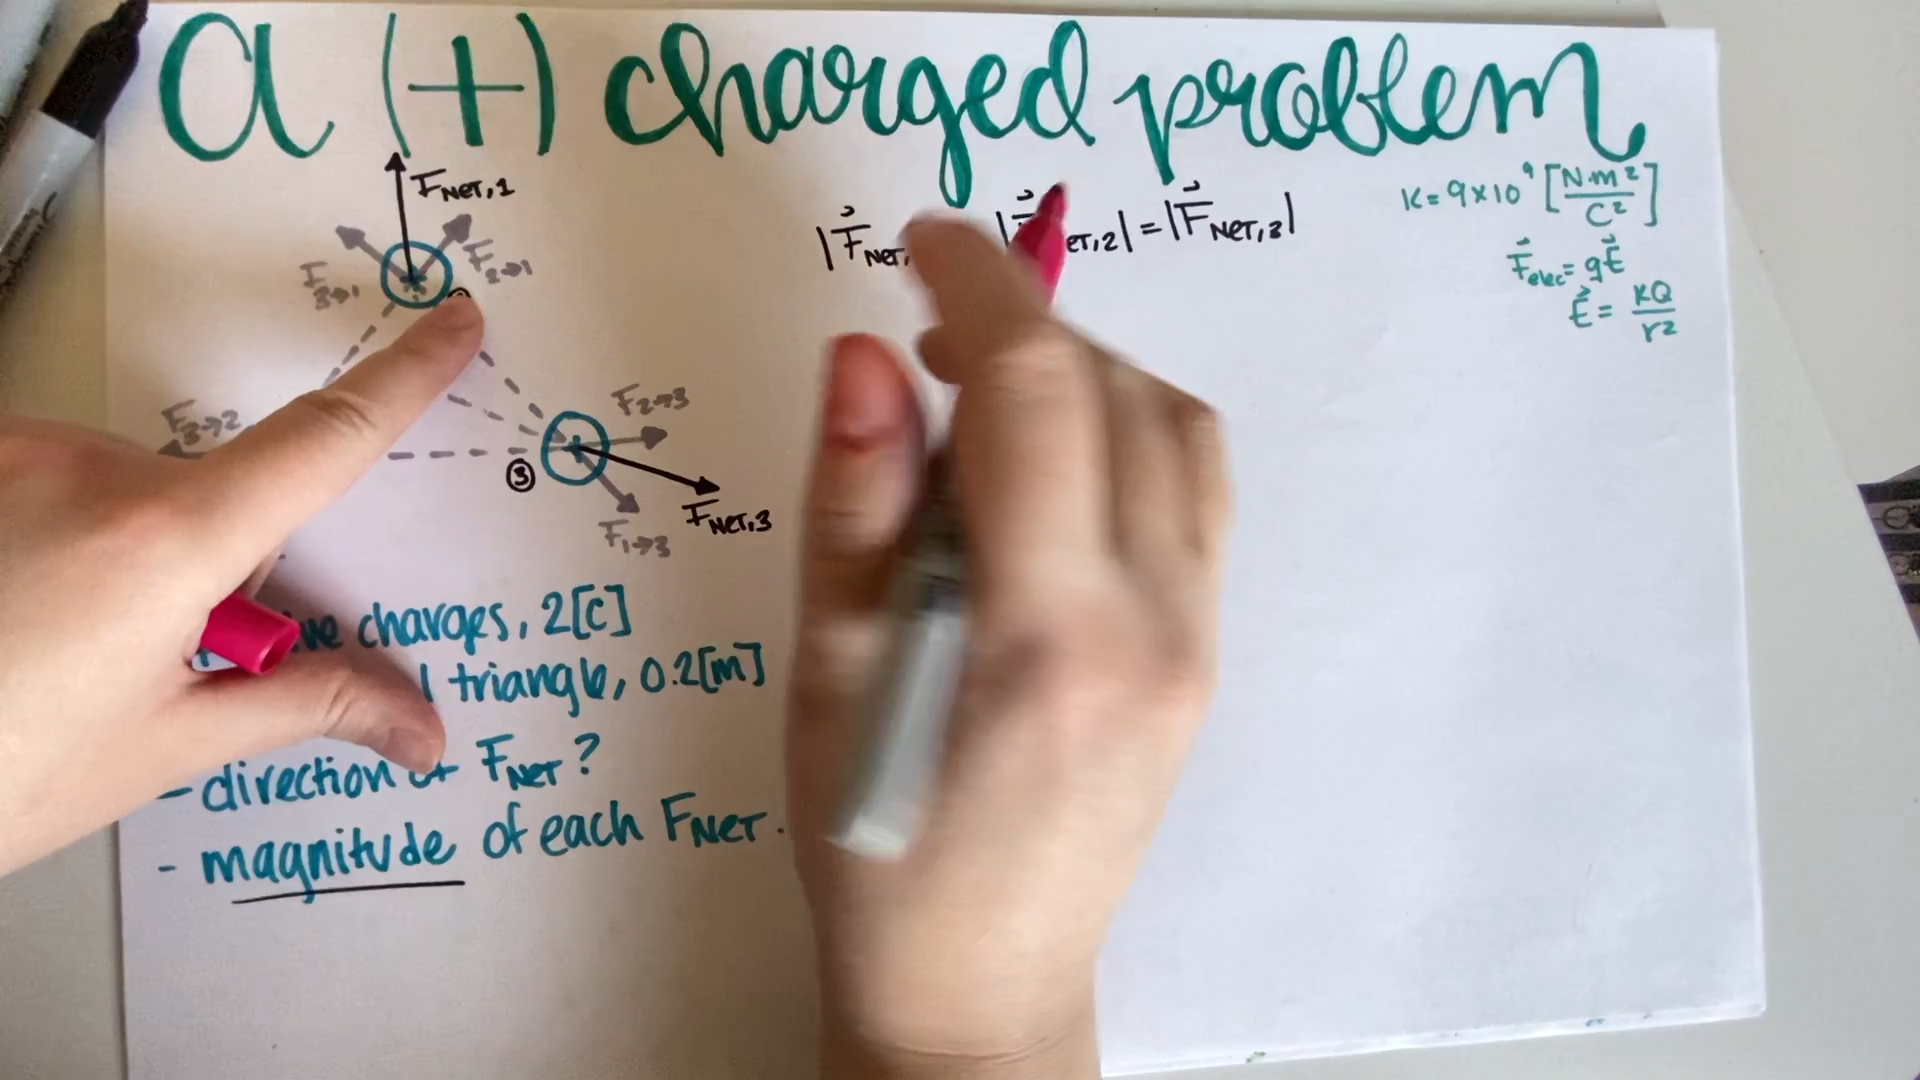 a (+) charged problem
F NET,1
F 3→1
F 2→1
|F NET, ET,2| = |F NET,3|
K = 9 × 10⁹ [N·m²/C²]
F elec = qE
E = KQ/r²
F 3→2
F 2→3
③
F NET,3
F 1→3
charges, 2[C]
triangle, 0.2[m]
- direction of F NET?
- magnitude of each F NET.